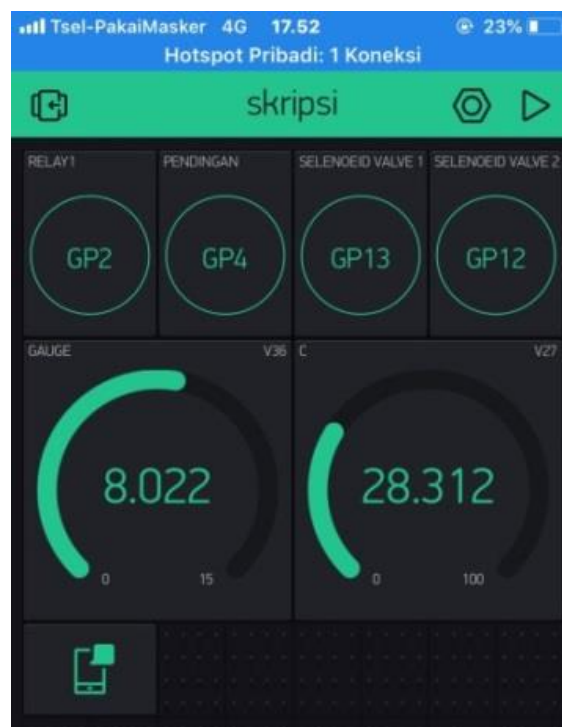 Tsel-PakaiMasker 4G 17.52 23%
Hotspot Pribadi: 1 Koneksi
skripsi
RELAY1 PENDINGAN SELENOEID VALVE 1 SELENOEID VALVE 2
GP2 GP4 GP13 GP12
GAUGE V36 C V27
8.022 28.312
0 15 0 100